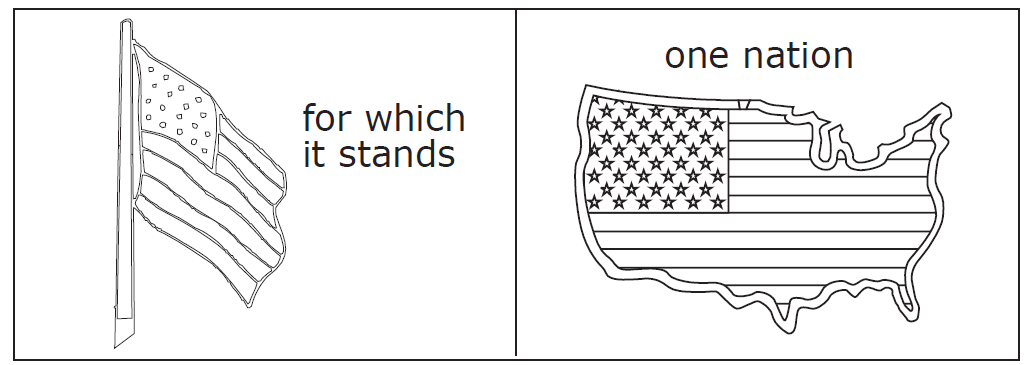 for which
it stands
one nation